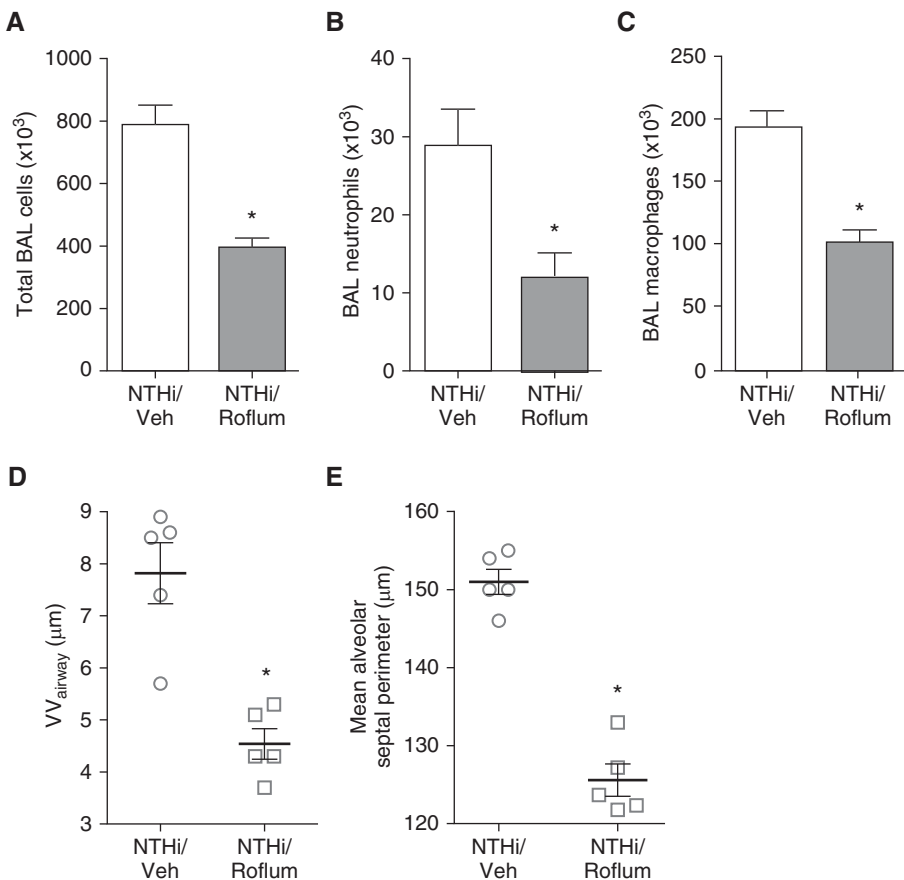 A
Total BAL cells (x10³)
1000
800
600
400
200
0
*
NTHi/
Veh
NTHi/
Roflum
B
BAL neutrophils (x10³)
40
30
20
10
0
*
NTHi/
Veh
NTHi/
Roflum
C
BAL macrophages (x10³)
250
200
150
100
50
0
*
NTHi/
Veh
NTHi/
Roflum
D
VVairway (μm)
9
8
7
6
5
4
3
*
NTHi/
Veh
NTHi/
Roflum
E
Mean alveolar
septal perimeter (μm)
160
150
130
130
120
*
NTHi/
Veh
NTHi/
Roflum